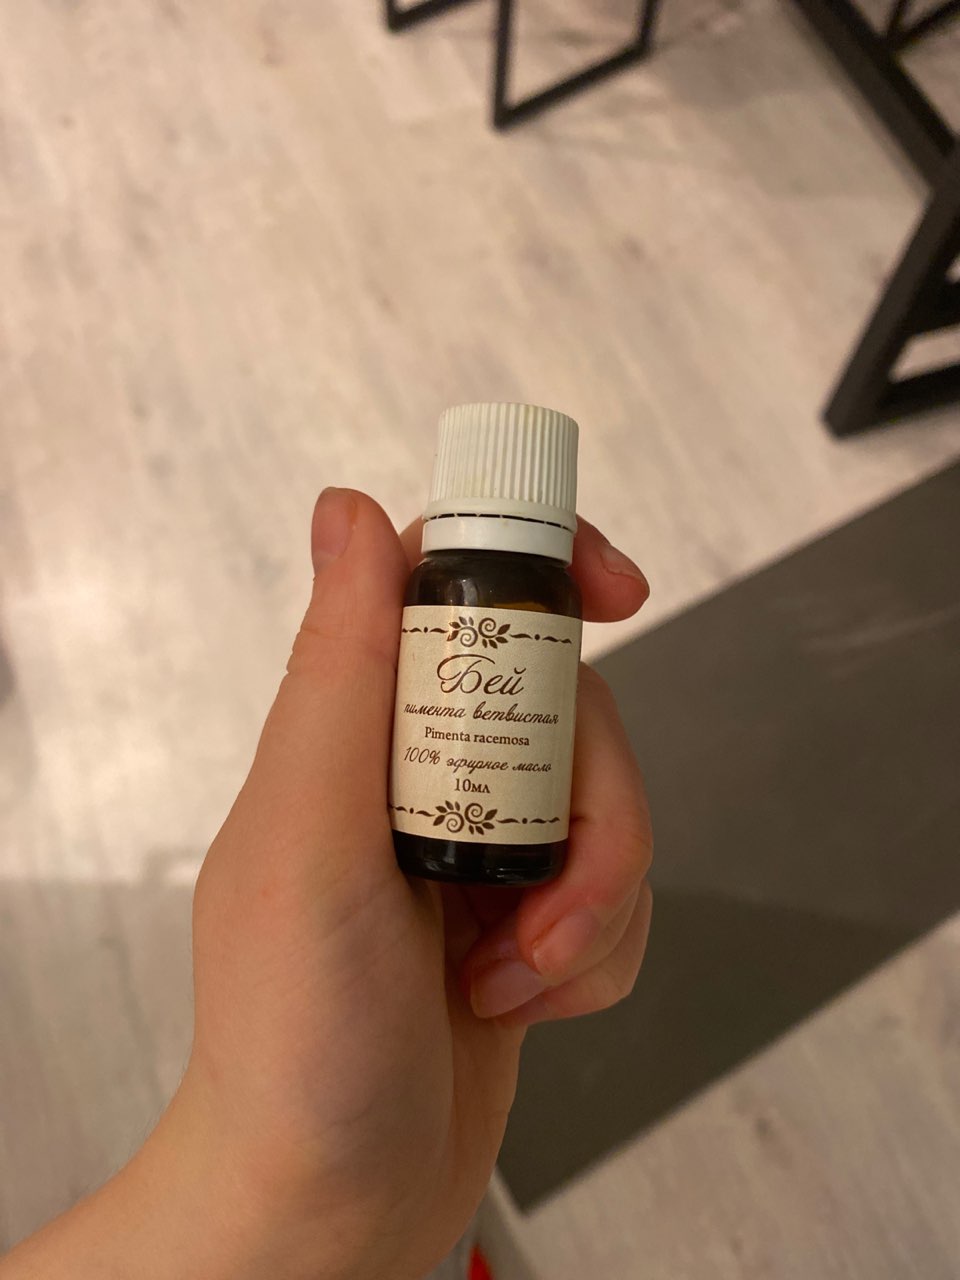 Бей
пимента ветвистая
Pimenta racemosa
100% эфирное масло
10мл